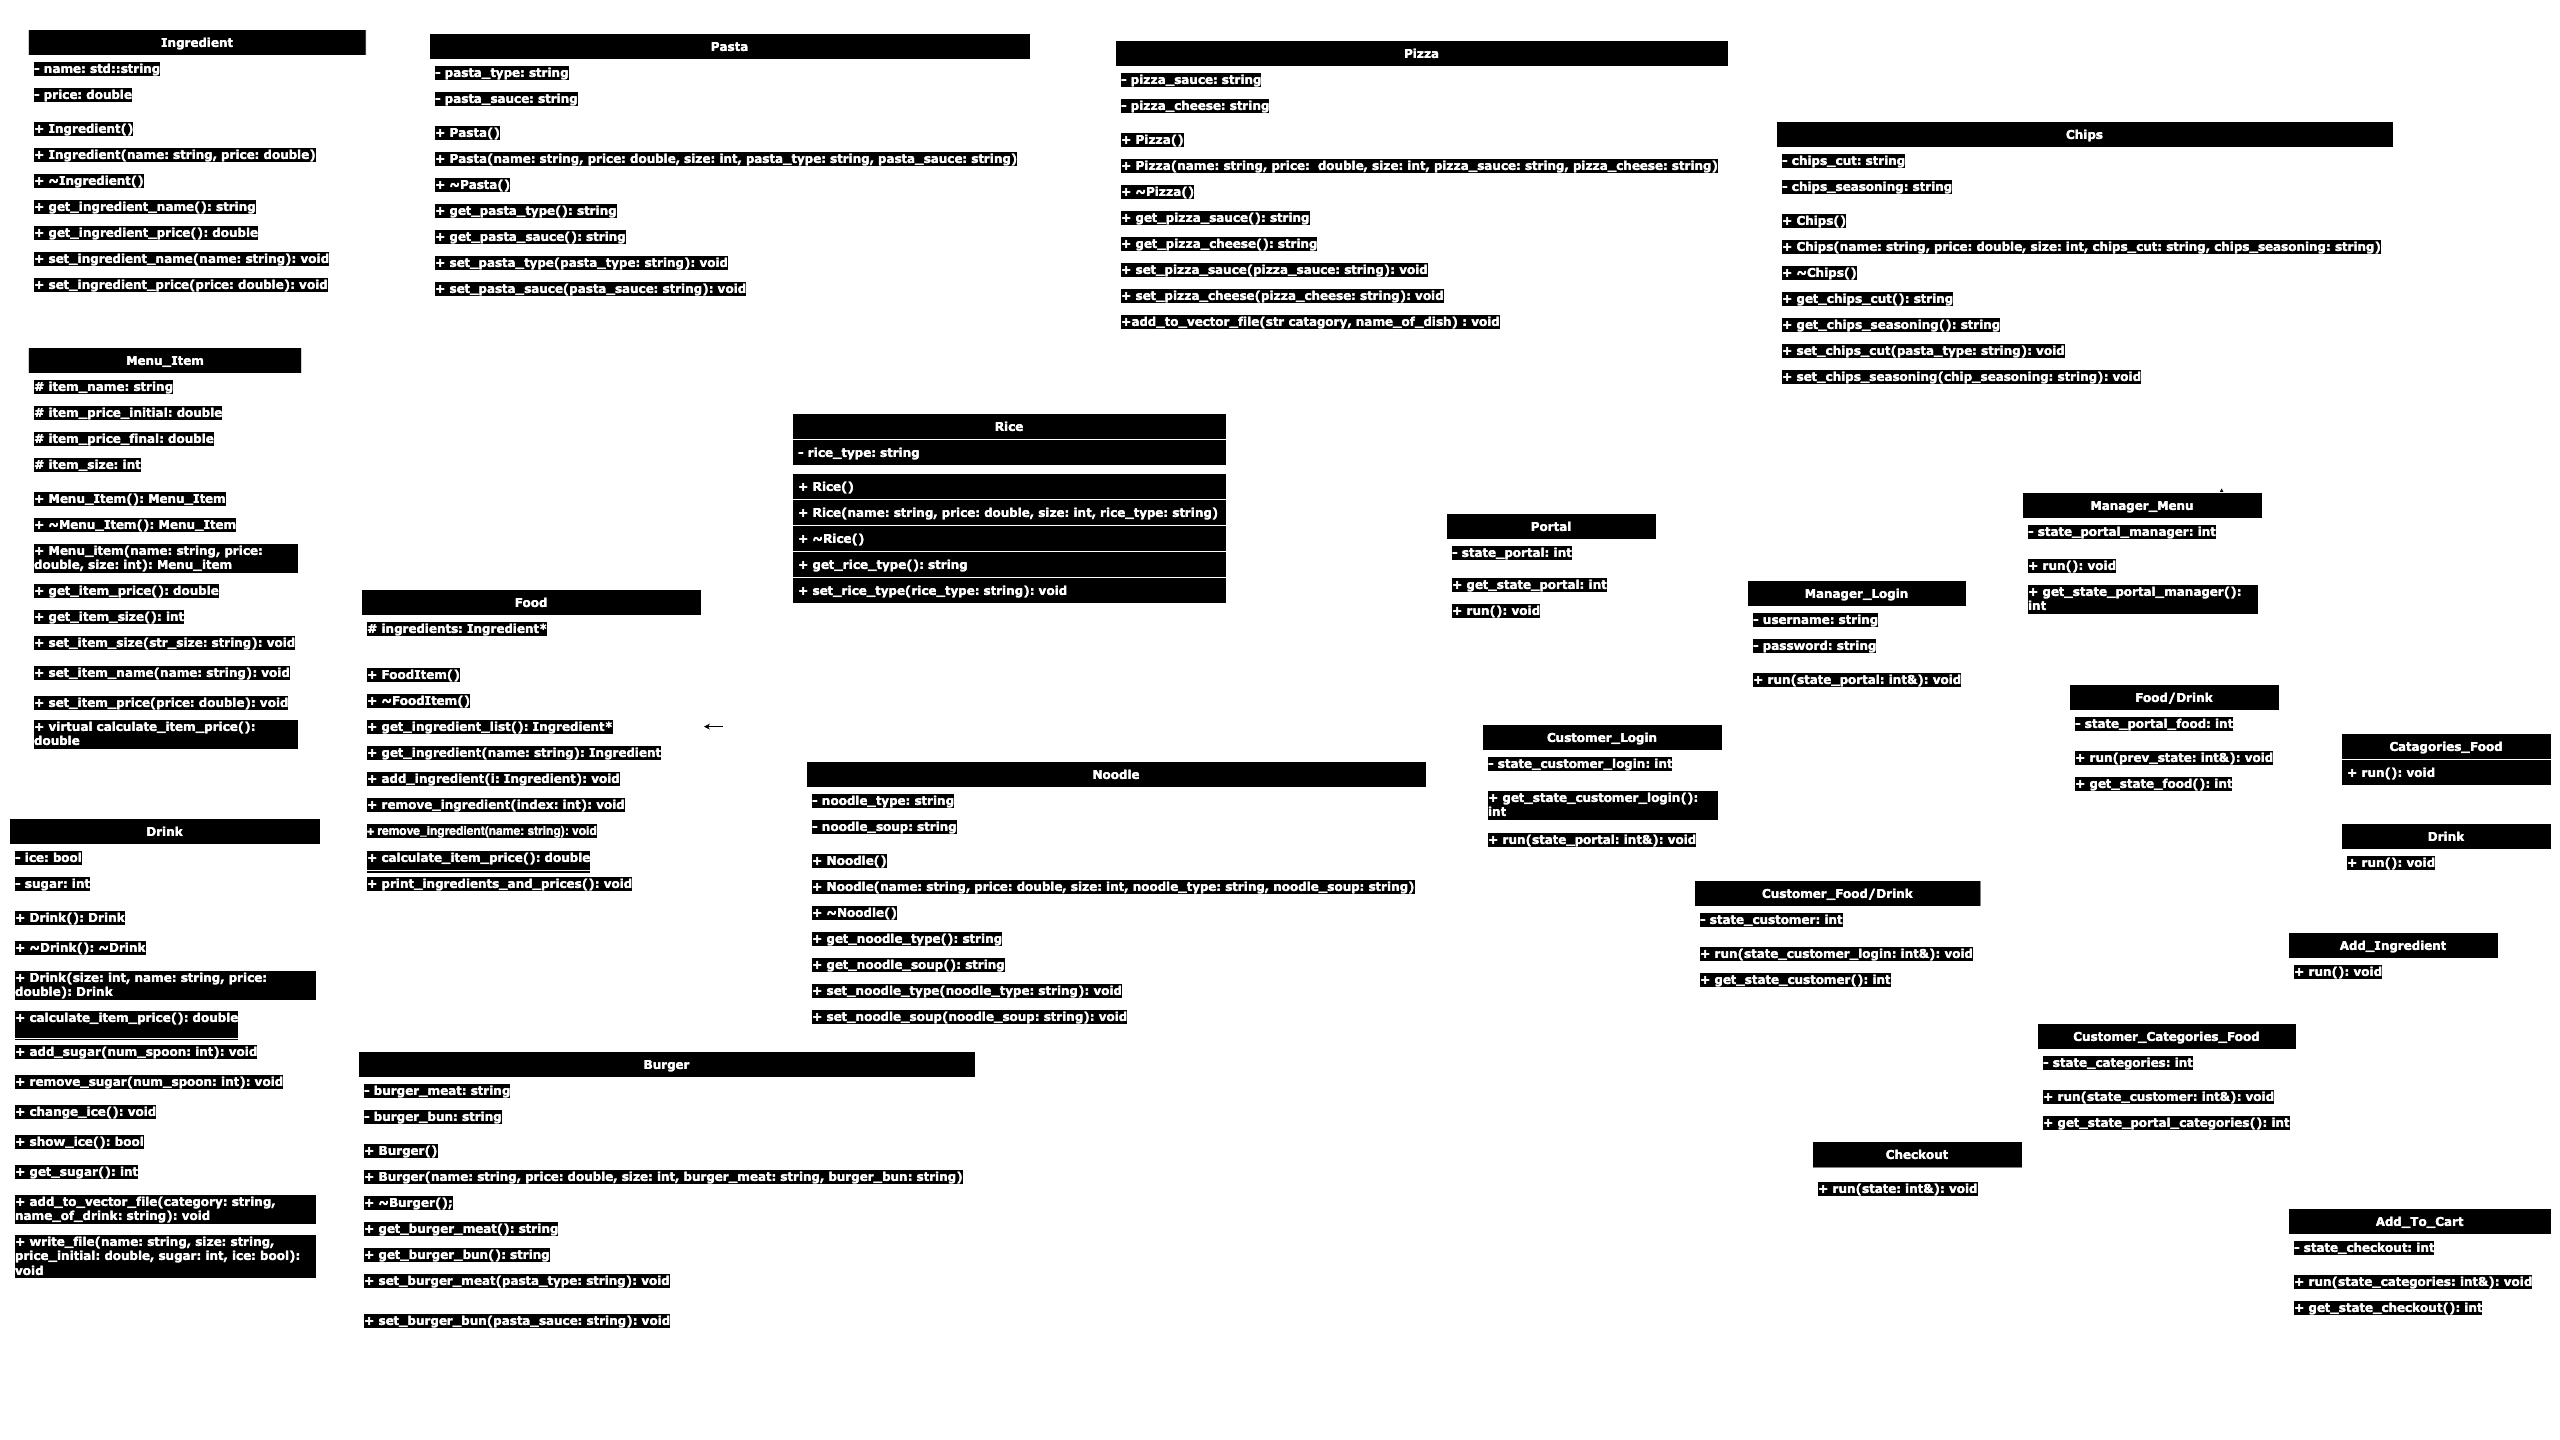 Ingredient
- name: std::string
- price: double
+ Ingredient()
+ Ingredient(name: string, price: double)
+ ~Ingredient()
+ get_ingredient_name(): string
+ get_ingredient_price(): double
+ set_ingredient_name(name: string): void
+ set_ingredient_price(price: double): void
Pasta
- pasta_type: string
- pasta_sauce: string
+ Pasta()
+ Pasta(name: string, price: double, size: int, pasta_type: string, pasta_sauce: string)
+ ~Pasta()
+ get_pasta_type(): string
+ get_pasta_sauce(): string
+ set_pasta_type(pasta_type: string): void
+ set_pasta_sauce(pasta_sauce: string): void
Pizza
- pizza_sauce: string
- pizza_cheese: string
+ Pizza()
+ Pizza(name: string, price:  double, size: int, pizza_sauce: string, pizza_cheese: string)
+ ~Pizza()
+ get_pizza_sauce(): string
+ get_pizza_cheese(): string
+ set_pizza_sauce(pizza_sauce: string): void
+ set_pizza_cheese(pizza_cheese: string): void
+add_to_vector_file(str catagory, name_of_dish) : void
Chips
- chips_cut: string
- chips_seasoning: string
+ Chips()
+ Chips(name: string, price: double, size: int, chips_cut: string, chips_seasoning: string)
+ ~Chips()
+ get_chips_cut(): string
+ get_chips_seasoning(): string
+ set_chips_cut(pasta_type: string): void
+ set_chips_seasoning(chip_seasoning: string): void
Menu_Item
# item_name: string
# item_price_initial: double
# item_price_final: double
# item_size: int
+ Menu_Item(): Menu_Item
+ ~Menu_Item(): Menu_Item
+ Menu_item(name: string, price:
double, size: int): Menu_item
+ get_item_price(): double
+ get_item_size(): int
+ set_item_size(str_size: string): void
+ set_item_name(name: string): void
+ set_item_price(price: double): void
+ virtual calculate_item_price():
double
Rice
- rice_type: string
+ Rice()
+ Rice(name: string, price: double, size: int, rice_type: string)
+ ~Rice()
+ get_rice_type(): string
+ set_rice_type(rice_type: string): void
Food
# ingredients: Ingredient*
+ FoodItem()
+ ~FoodItem()
+ get_ingredient_list(): Ingredient*
+ get_ingredient(name: string): Ingredient
+ add_ingredient(i: Ingredient): void
+ remove_ingredient(index: int): void
+ remove_ingredient(name: string): void
+ calculate_item_price(): double
+ print_ingredients_and_prices(): void
Portal
- state_portal: int
+ get_state_portal: int
+ run(): void
Manager_Login
- username: string
- password: string
+ run(state_portal: int&): void
Manager_Menu
- state_portal_manager: int
+ run(): void
+ get_state_portal_manager():
int
Food/Drink
- state_portal_food: int
+ run(prev_state: int&): void
+ get_state_food(): int
Catagories_Food
+ run(): void
Customer_Login
- state_customer_login: int
+ get_state_customer_login():
int
+ run(state_portal: int&): void
Noodle
- noodle_type: string
- noodle_soup: string
+ Noodle()
+ Noodle(name: string, price: double, size: int, noodle_type: string, noodle_soup: string)
+ ~Noodle()
+ get_noodle_type(): string
+ get_noodle_soup(): string
+ set_noodle_type(noodle_type: string): void
+ set_noodle_soup(noodle_soup: string): void
Drink
- ice: bool
- sugar: int
+ Drink(): Drink
+ ~Drink(): ~Drink
+ Drink(size: int, name: string, price:
double): Drink
+ calculate_item_price(): double
+ add_sugar(num_spoon: int): void
+ remove_sugar(num_spoon: int): void
+ change_ice(): void
+ show_ice(): bool
+ get_sugar(): int
+ add_to_vector_file(category: string,
name_of_drink: string): void
+ write_file(name: string, size: string,
price_initial: double, sugar: int, ice: bool):
void
Drink
+ run(): void
Customer_Food/Drink
- state_customer: int
+ run(state_customer_login: int&): void
+ get_state_customer(): int
Add_Ingredient
+ run(): void
Customer_Categories_Food
- state_categories: int
+ run(state_customer: int&): void
+ get_state_portal_categories(): int
Burger
- burger_meat: string
- burger_bun: string
+ Burger()
+ Burger(name: string, price: double, size: int, burger_meat: string, burger_bun: string)
+ ~Burger();
+ get_burger_meat(): string
+ get_burger_bun(): string
+ set_burger_meat(pasta_type: string): void
+ set_burger_bun(pasta_sauce: string): void
Checkout
+ run(state: int&): void
Add_To_Cart
- state_checkout: int
+ run(state_categories: int&): void
+ get_state_checkout(): int